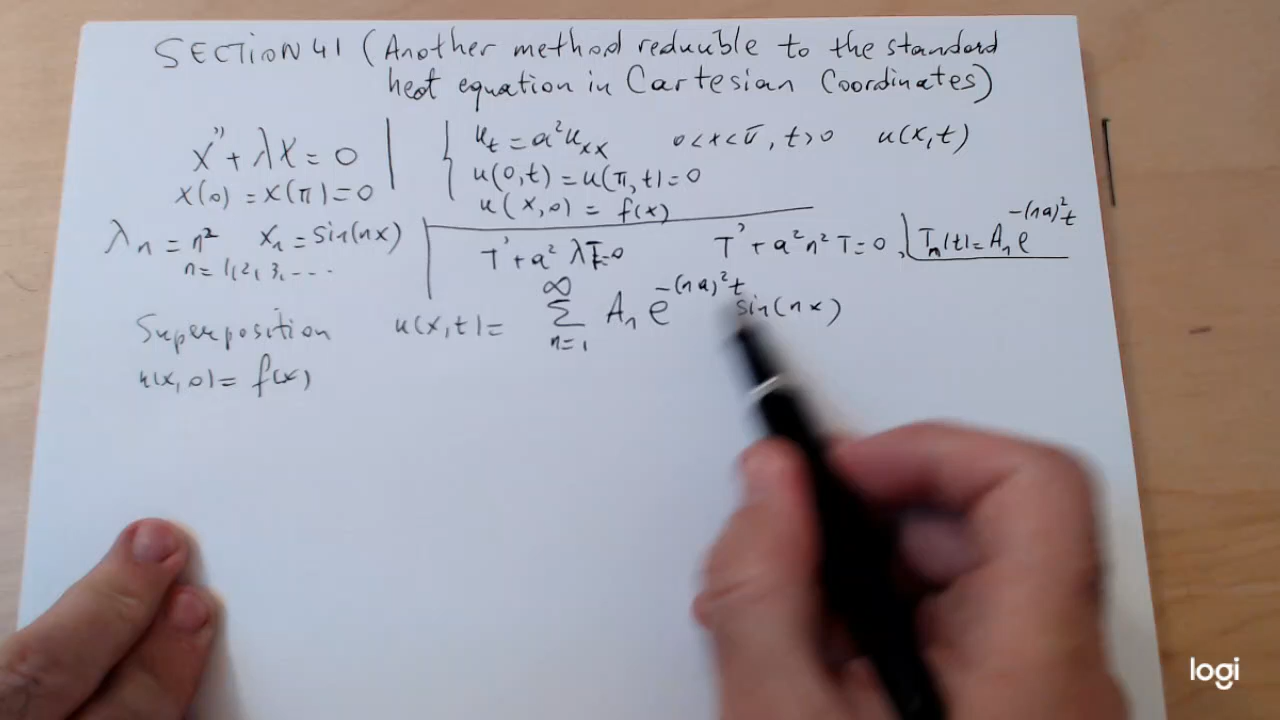 SECTION 41 (Another method reducible to the standard
heat equation in Cartesian Coordinates)
X'' + λX = 0
X(0) = X(π) = 0
u_t = a²u_xx 0 < x < π, t > 0 u(x,t)
u(0,t) = u(π,t) = 0
u(x,0) = f(x)
λ_n = n² X_n = sin(nx)
n = 1, 2, 3, ...
T' + a²λT = 0 T' + a²n²T = 0, T_n(t) = A_n e^{-(na)²t}
Superposition u(x,t) = ∑_{n=1}^{∞} A_n e^{-(na)²t} sin(nx)
u(x,0) = f(x)
logi